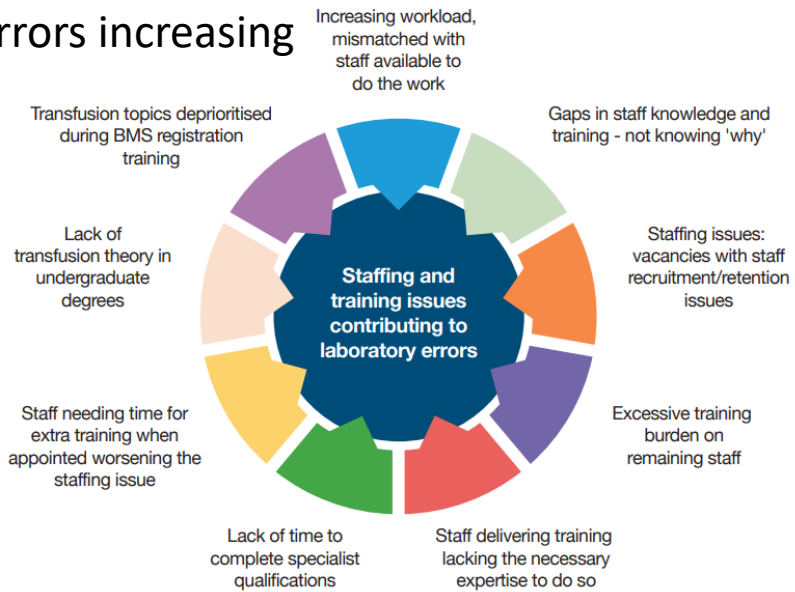 rrors increasing
Increasing workload,
mismatched with
staff available to
do the work
Gaps in staff knowledge and
training - not knowing 'why'
Staffing issues:
vacancies with staff
recruitment/retention
issues
Excessive training
burden on
remaining staff
Staff delivering training
lacking the necessary
expertise to do so
Lack of time to
complete specialist
qualifications
Staff needing time for
extra training when
appointed worsening the
staffing issue
Lack of
transfusion theory in
undergraduate
degrees
Transfusion topics deprioritised
during BMS registration
training
Staffing and
training issues
contributing to
laboratory errors